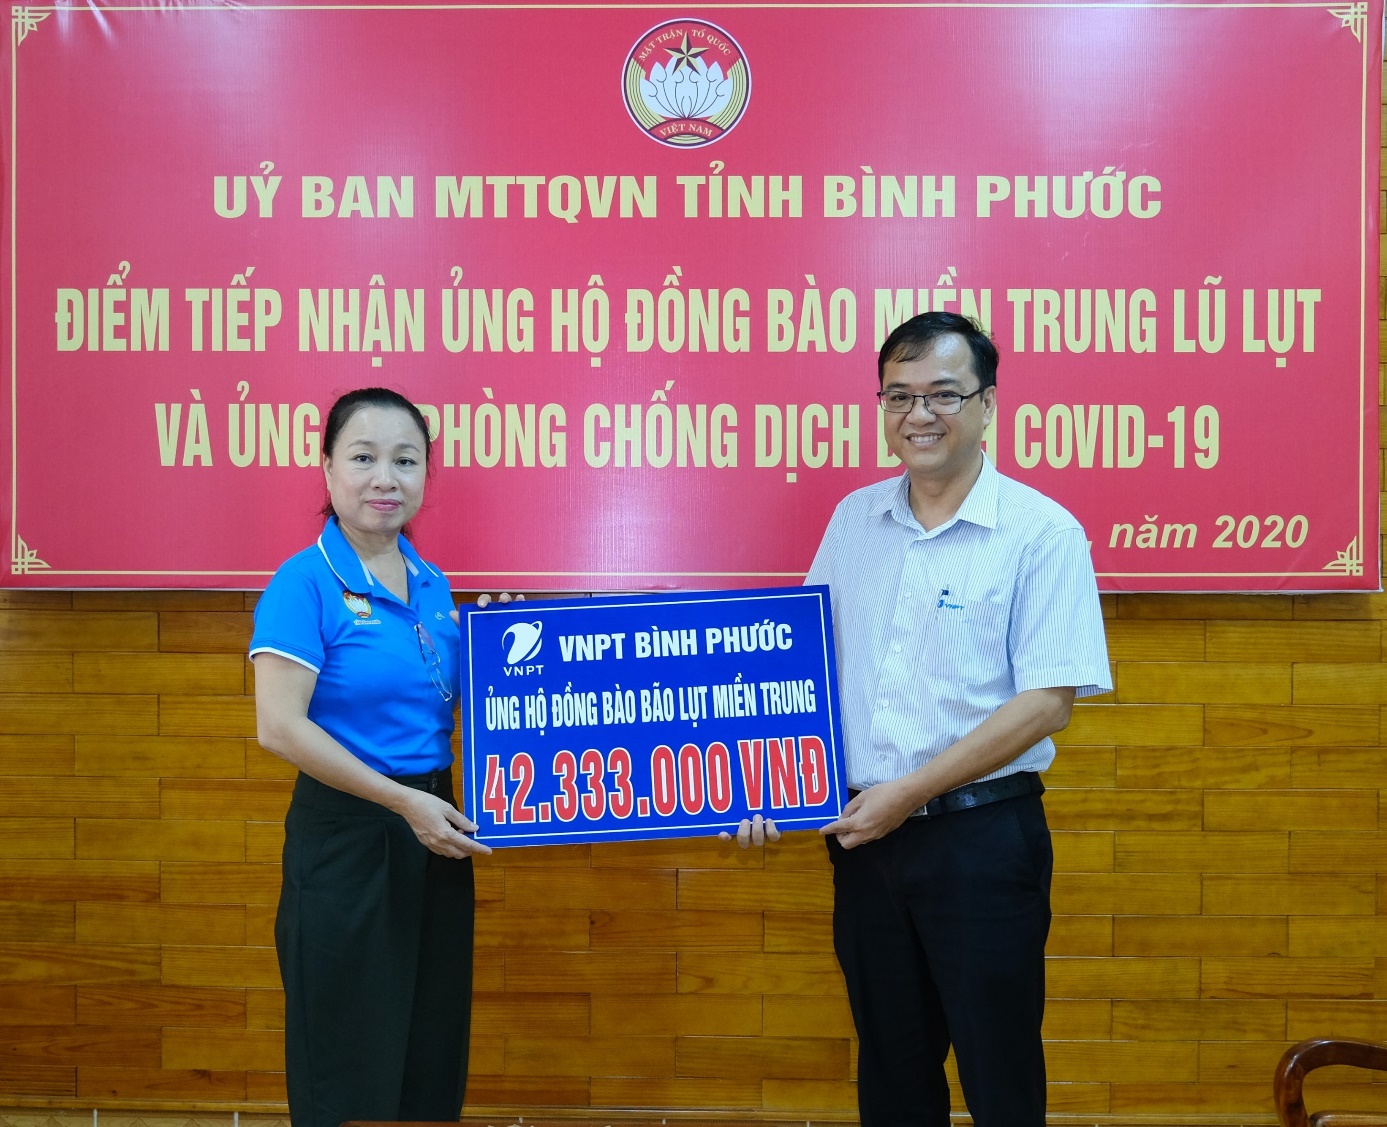 MẶT TRẬN TỔ QUỐC
VIỆT NAM
UỶ BAN MTTQVN TỈNH BÌNH PHƯỚC
ĐIỂM TIẾP NHẬN ỦNG HỘ ĐỒNG BÀO MIỀN TRUNG LŨ LỤT
VÀ ỦNG PHÒNG CHỐNG DỊCH COVID-19
, năm 2020
VNPT
VNPT
VNPT BÌNH PHƯỚC
ỦNG HỘ ĐỒNG BÀO BÃO LỤT MIỀN TRUNG
42.333.000 VNĐ